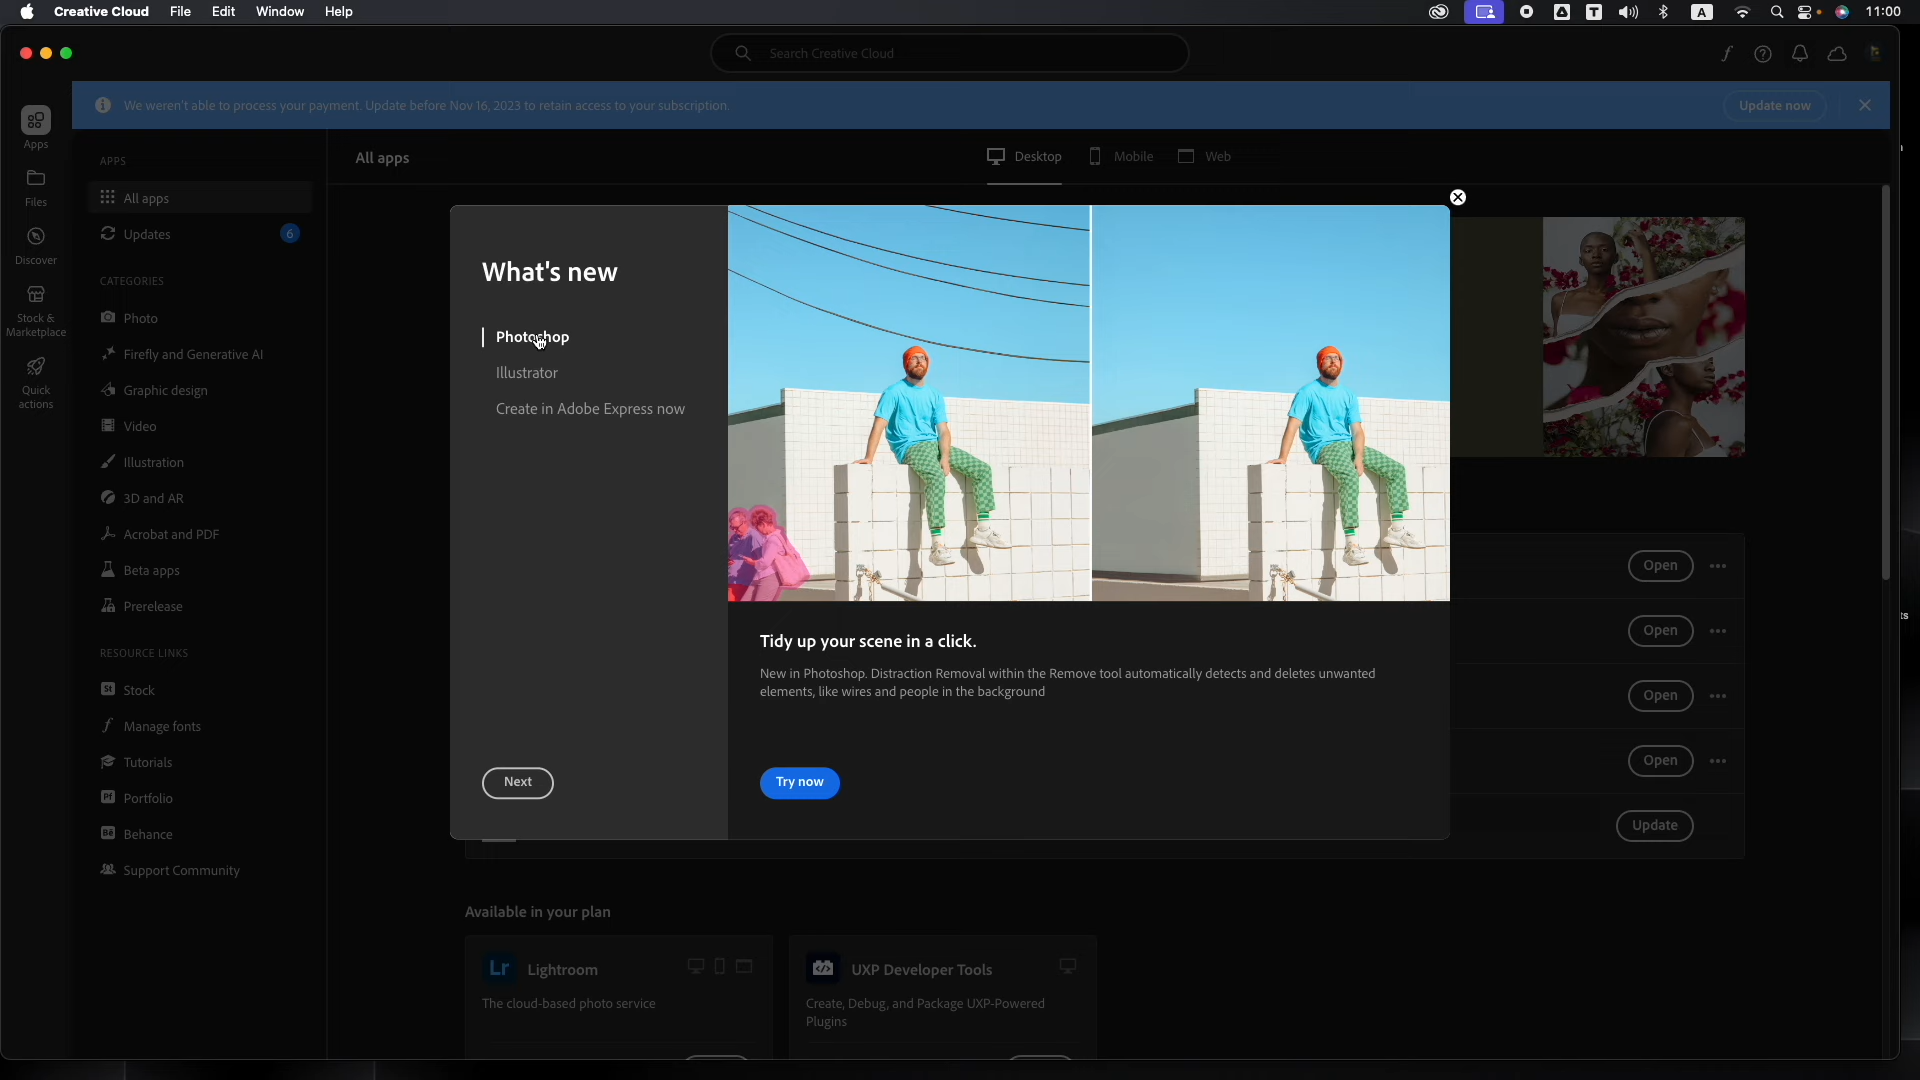 Creative Cloud File Edit Window Help
A 11:00
Search Creative Cloud
We weren't able to process your payment. Update before Nov 16, 2023 to retain access to your subscription.
Update now
Apps
Files
Discover
Stock &
Marketplace
Quick
actions
APPS
All apps
Updates 6
CATEGORIES
Photo
Firefly and Generative AI
Graphic design
Video
Illustration
3D and AR
Acrobat and PDF
Beta apps
Prerelease
RESOURCE LINKS
Stock
Manage fonts
Tutorials
Portfolio
Behance
Support Community
All apps
Desktop Mobile Web
What's new
Photoshop
Illustrator
Create in Adobe Express now
Next
Tidy up your scene in a click.
New in Photoshop. Distraction Removal within the Remove tool automatically detects and deletes unwanted
elements, like wires and people in the background
Try now
Open
Open
Open
Open
Update
Available in your plan
Lr Lightroom
The cloud-based photo service
UXP Developer Tools
Create, Debug, and Package UXP-Powered
Plugins